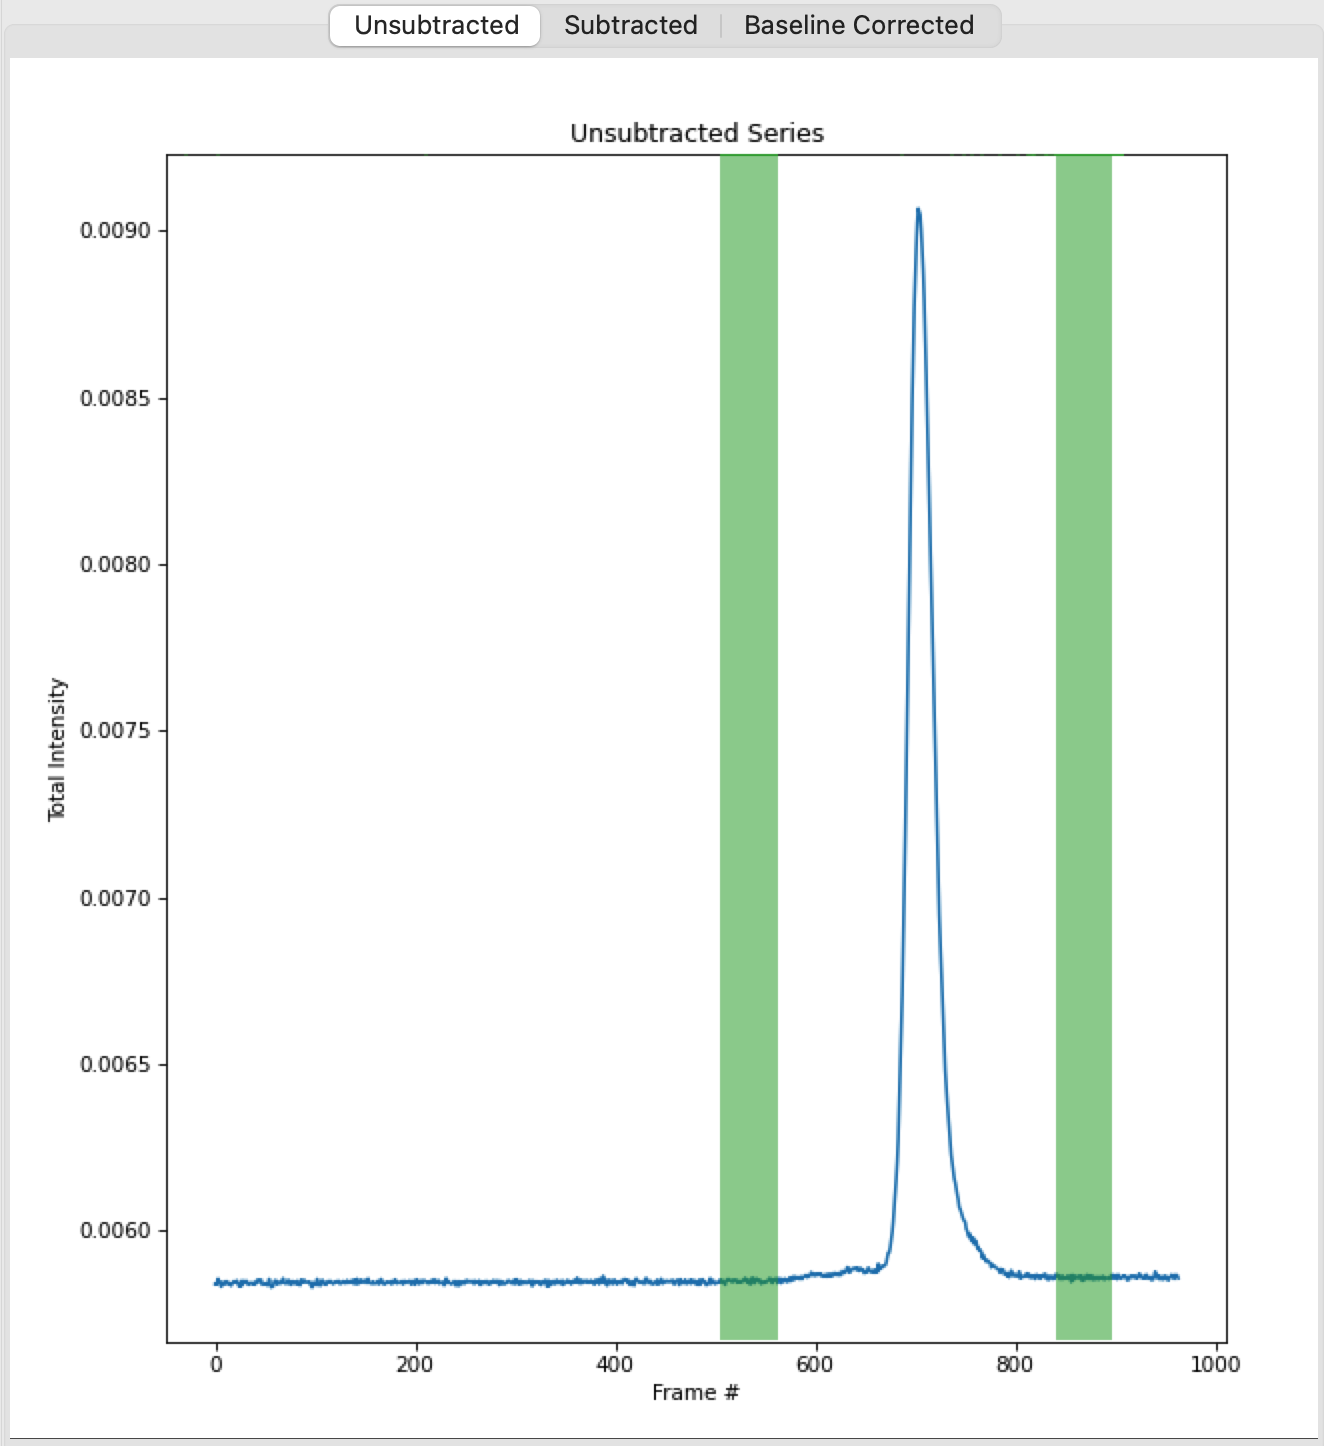 Unsubtracted Subtracted Baseline Corrected
Unsubtracted Series
0.0090
0.0085
0.0080
0.0075
0.0070
0.0065
0.0060
Total Intensity
0 200 400 600 800 1000
Frame #